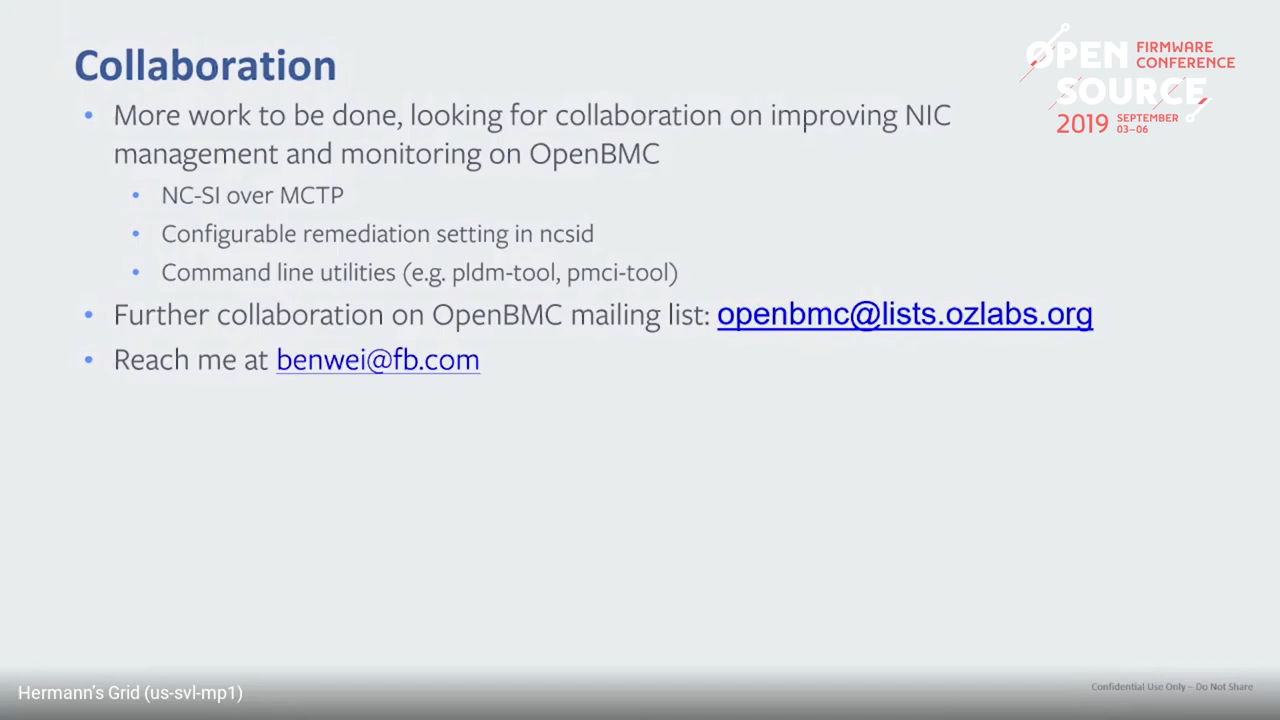 Collaboration
OPEN SOURCE
FIRMWARE
CONFERENCE
2019 SEPTEMBER
03–06
• More work to be done, looking for collaboration on improving NIC
management and monitoring on OpenBMC
• NC-SI over MCTP
• Configurable remediation setting in ncsid
• Command line utilities (e.g. pldm-tool, pmci-tool)
• Further collaboration on OpenBMC mailing list: openbmc@lists.ozlabs.org
• Reach me at benwei@fb.com
Hermann's Grid (us-svl-mp1)
Confidential Use Only – Do Not Share